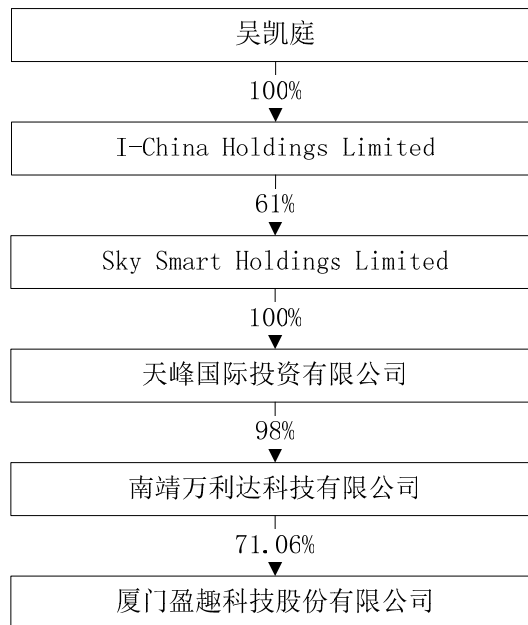 吴凯庭
100%
I-China Holdings Limited
61%
Sky Smart Holdings Limited
100%
天峰国际投资有限公司
98%
南靖万利达科技有限公司
71.06%
厦门盈趣科技股份有限公司